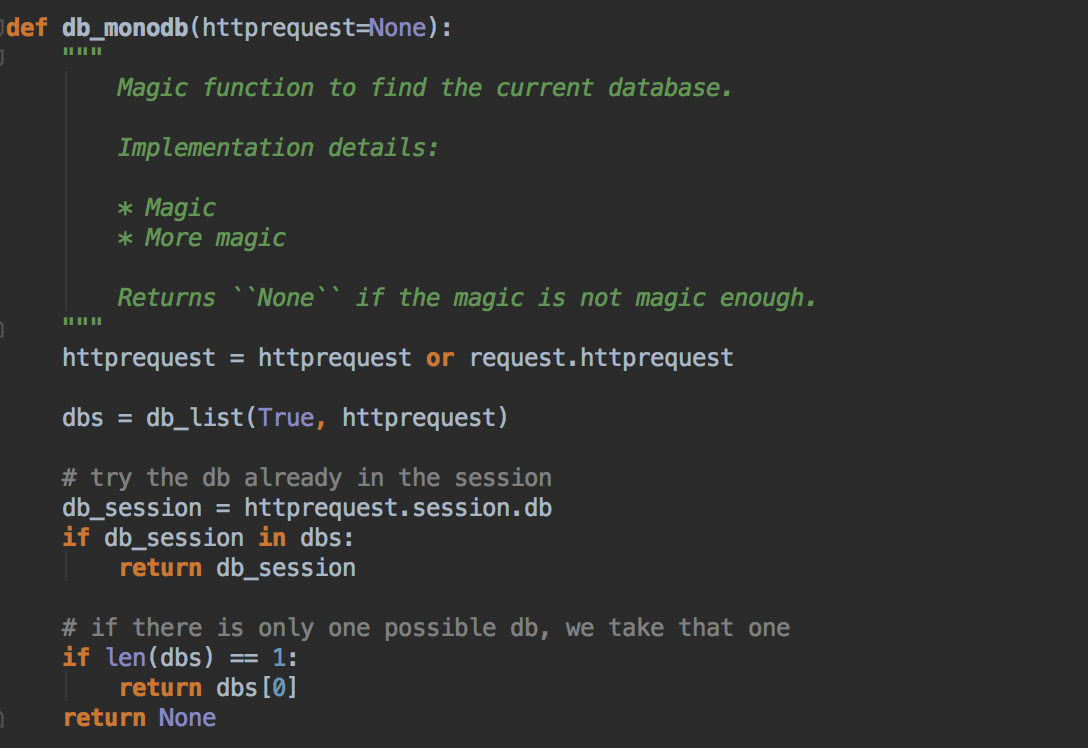 def db_monodb(httprequest=None):
"""
Magic function to find the current database.
Implementation details:
* Magic
* More magic
Returns ``None`` if the magic is not magic enough.
"""
httprequest = httprequest or request.httprequest
dbs = db_list(True, httprequest)
# try the db already in the session
db_session = httprequest.session.db
if db_session in dbs:
return db_session
# if there is only one possible db, we take that one
if len(dbs) == 1:
return dbs[0]
return None